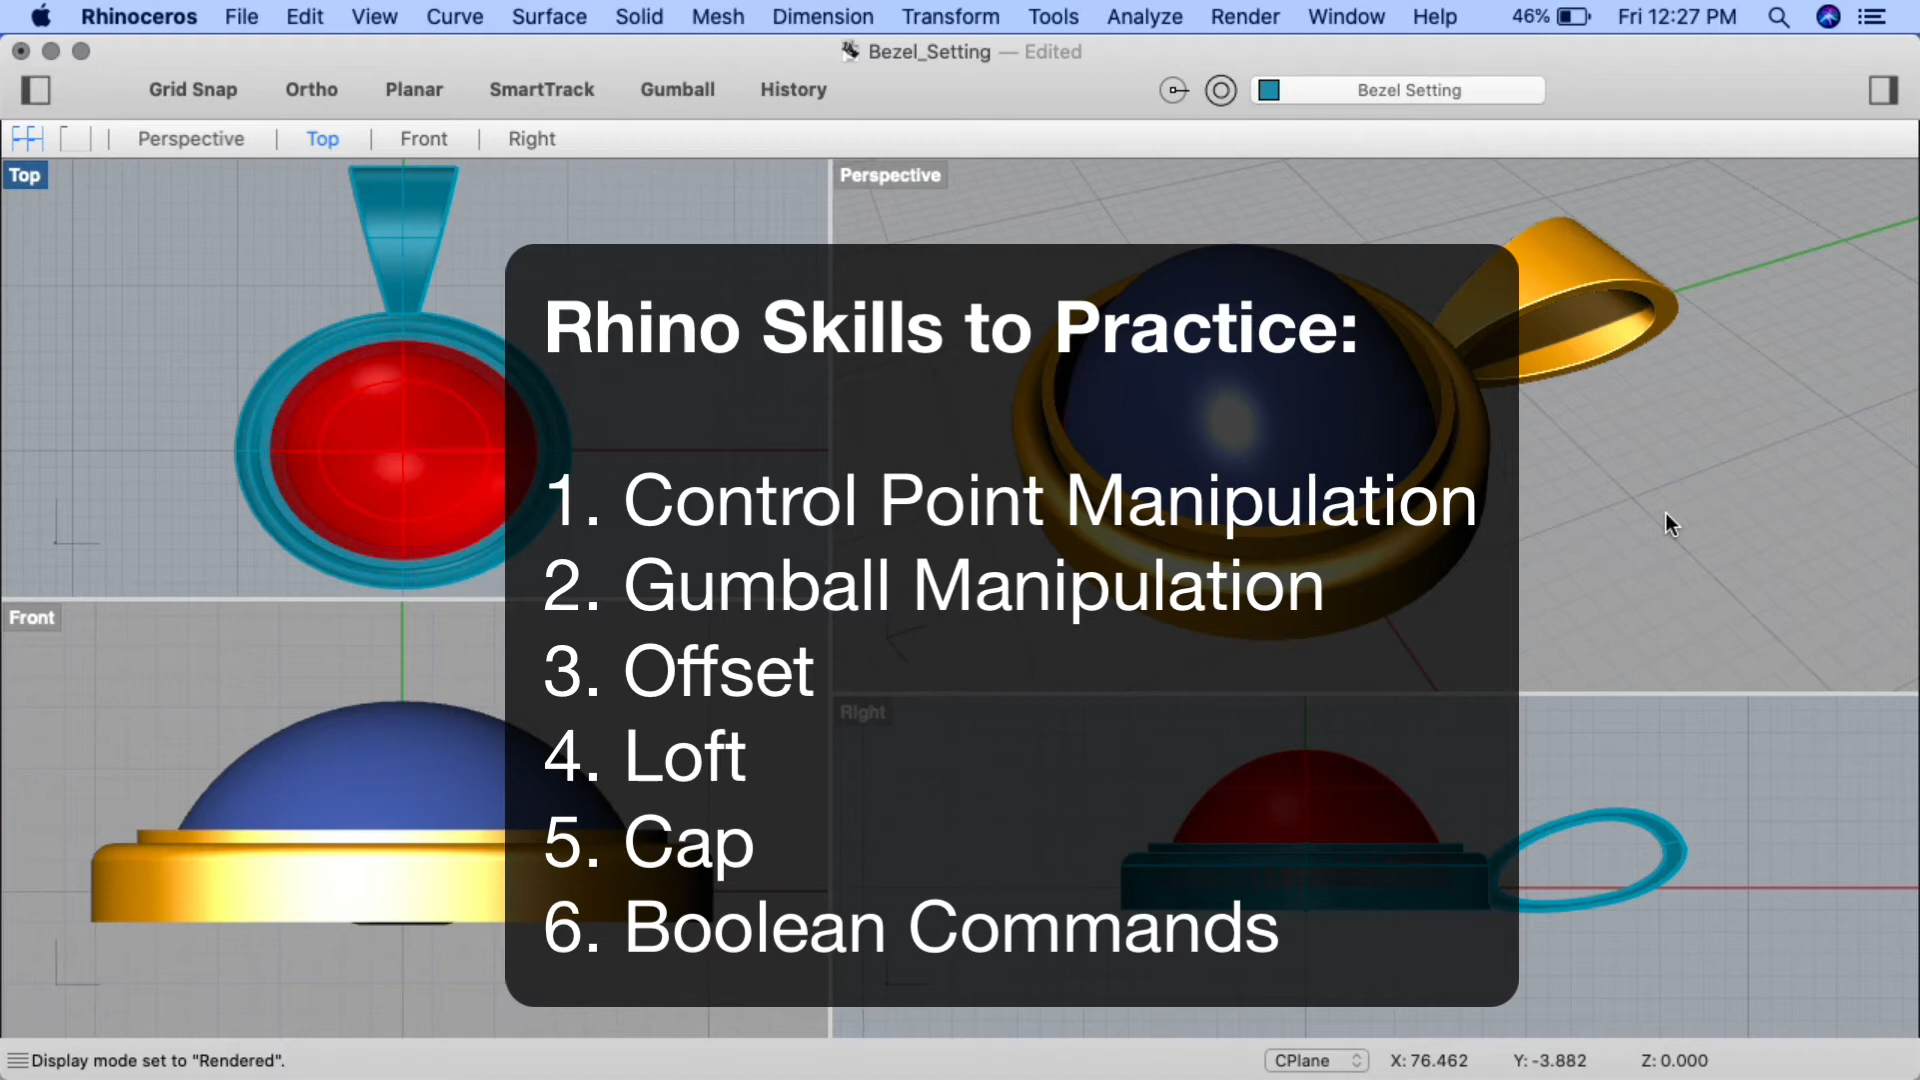 Rhinoceros File Edit View Curve Surface Solid Mesh Dimension Transform Tools Analyze Render Window Help 46% Fri 12:27 PM
Bezel_Setting — Edited
Grid Snap Ortho Planar SmartTrack Gumball History Bezel Setting
Perspective | Top | Front | Right
Top
Perspective
Rhino Skills to Practice:
1. Control Point Manipulation
2. Gumball Manipulation
Front
3. Offset
Right
4. Loft
5. Cap
6. Boolean Commands
Display mode set to "Rendered". CPlane X: 76.462 Y: -3.882 Z: 0.000